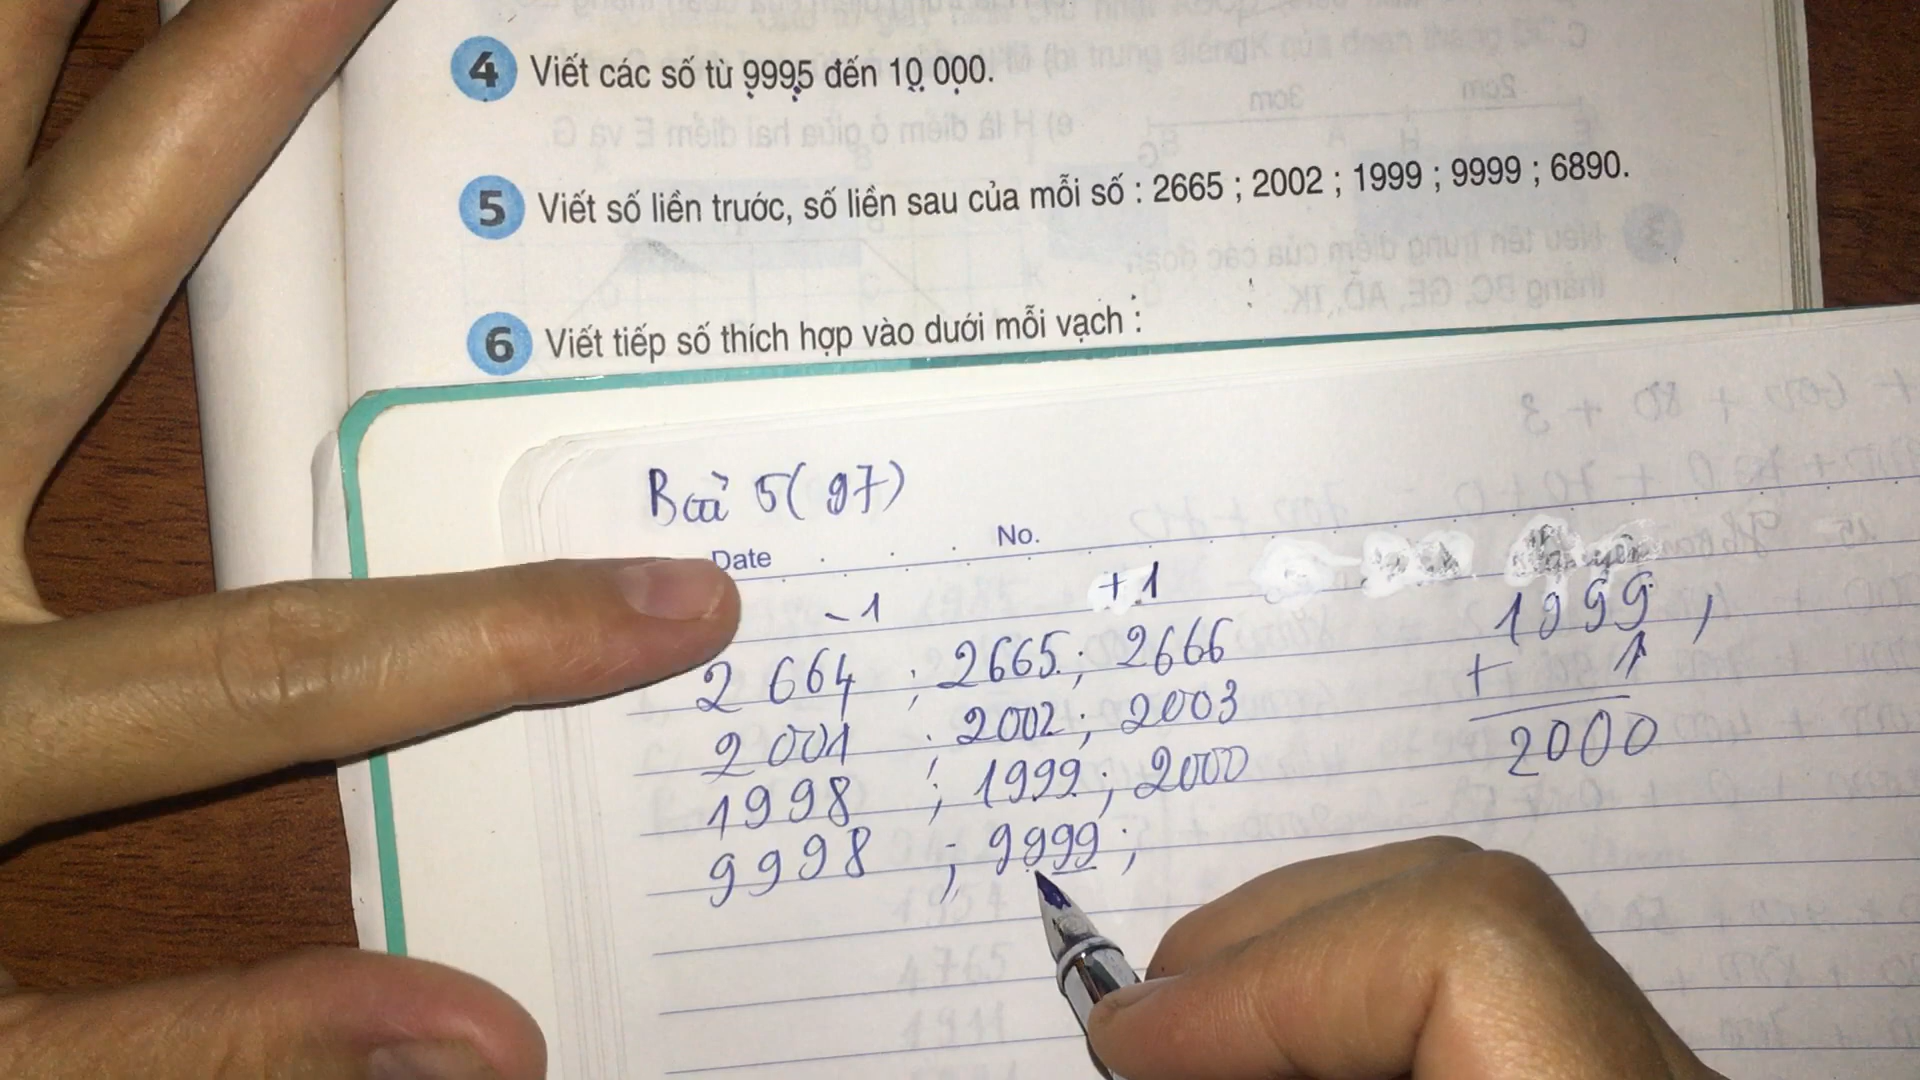 4 Viết các số từ 9995 đến 10 000.
5 Viết số liền trước, số liền sau của mỗi số : 2665 ; 2002 ; 1999 ; 9999 ; 6890.
6 Viết tiếp số thích hợp vào dưới mỗi vạch :
Bài 5 (97)
Date No.
-1 +1
2664 ; 2665 ; 2666
2001 ; 2002 ; 2003
1998 ; 1999 ; 2000
9998 ; 9999 ;
1999
+ 1
2000